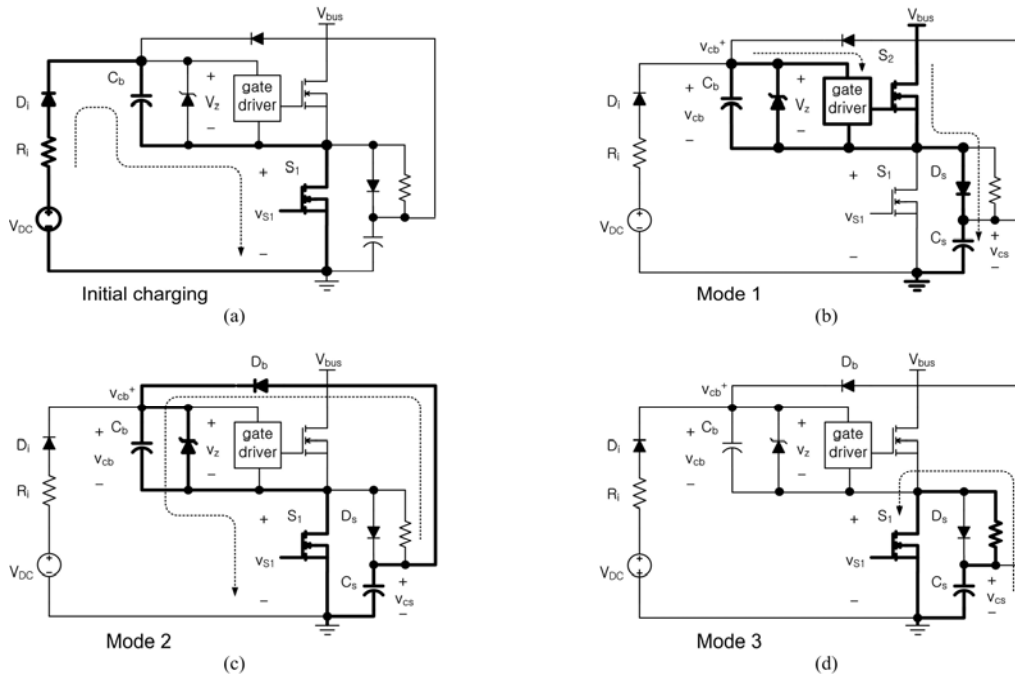 V_bus
C_b
D_i
+
V_z
−
gate
driver
R_i
+
S_1
V_DC
v_S1
−
Initial charging
(a)
V_bus
v_cb+
S_2
C_b
D_i
+
v_cb
−
+
V_z
−
gate
driver
R_i
+
S_1
D_s
V_DC
v_S1
C_s
+
v_cs
−
−
Mode 1
(b)
D_b
V_bus
v_cb+
D_i
+
C_b
v_cb
−
+
v_z
−
gate
driver
R_i
+
S_1
D_s
V_DC
v_S1
C_s
+
v_cs
−
−
Mode 2
(c)
D_b
V_bus
v_cb+
D_i
+
C_b
v_cb
−
+
v_z
−
gate
driver
R_i
+
S_1
D_s
V_DC
v_S1
C_s
+
v_cs
−
−
Mode 3
(d)